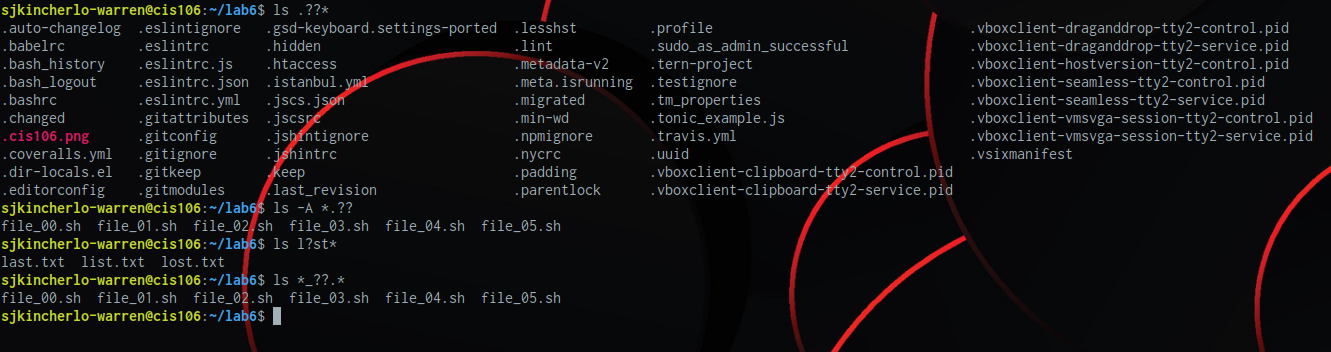 sjkincherlo-warren@cis106:~/lab6$ ls .??*
.auto-changelog .eslintignore .gsd-keyboard.settings-ported .lesshst .profile .vboxclient-draganddrop-tty2-control.pid
.babelrc .eslintrc .hidden .lint .sudo_as_admin_successful .vboxclient-draganddrop-tty2-service.pid
.bash_history .eslintrc.js .htaccess .metadata-v2 .tern-project .vboxclient-hostversion-tty2-control.pid
.bash_logout .eslintrc.json .istanbul.yml .meta.isrunning .testignore .vboxclient-seamless-tty2-control.pid
.bashrc .eslintrc.yml .jscs.json .migrated .tm_properties .vboxclient-seamless-tty2-service.pid
.changed .gitattributes .jscsrc .min-wd .tonic_example.js .vboxclient-vmsvga-session-tty2-control.pid
.cis106.png .gitconfig .jshintignore .npmignore .travis.yml .vboxclient-vmsvga-session-tty2-service.pid
.coveralls.yml .gitignore .jshintrc .nycrc .uuid .vsixmanifest
.dir-locals.el .gitkeep .keep .padding .vboxclient-clipboard-tty2-control.pid
.editorconfig .gitmodules .last_revision .parentlock .vboxclient-clipboard-tty2-service.pid
sjkincherlo-warren@cis106:~/lab6$ ls -A *.??
file_00.sh file_01.sh file_02.sh file_03.sh file_04.sh file_05.sh
sjkincherlo-warren@cis106:~/lab6$ ls l?st*
last.txt list.txt lost.txt
sjkincherlo-warren@cis106:~/lab6$ ls *_??.*
file_00.sh file_01.sh file_02.sh file_03.sh file_04.sh file_05.sh
sjkincherlo-warren@cis106:~/lab6$